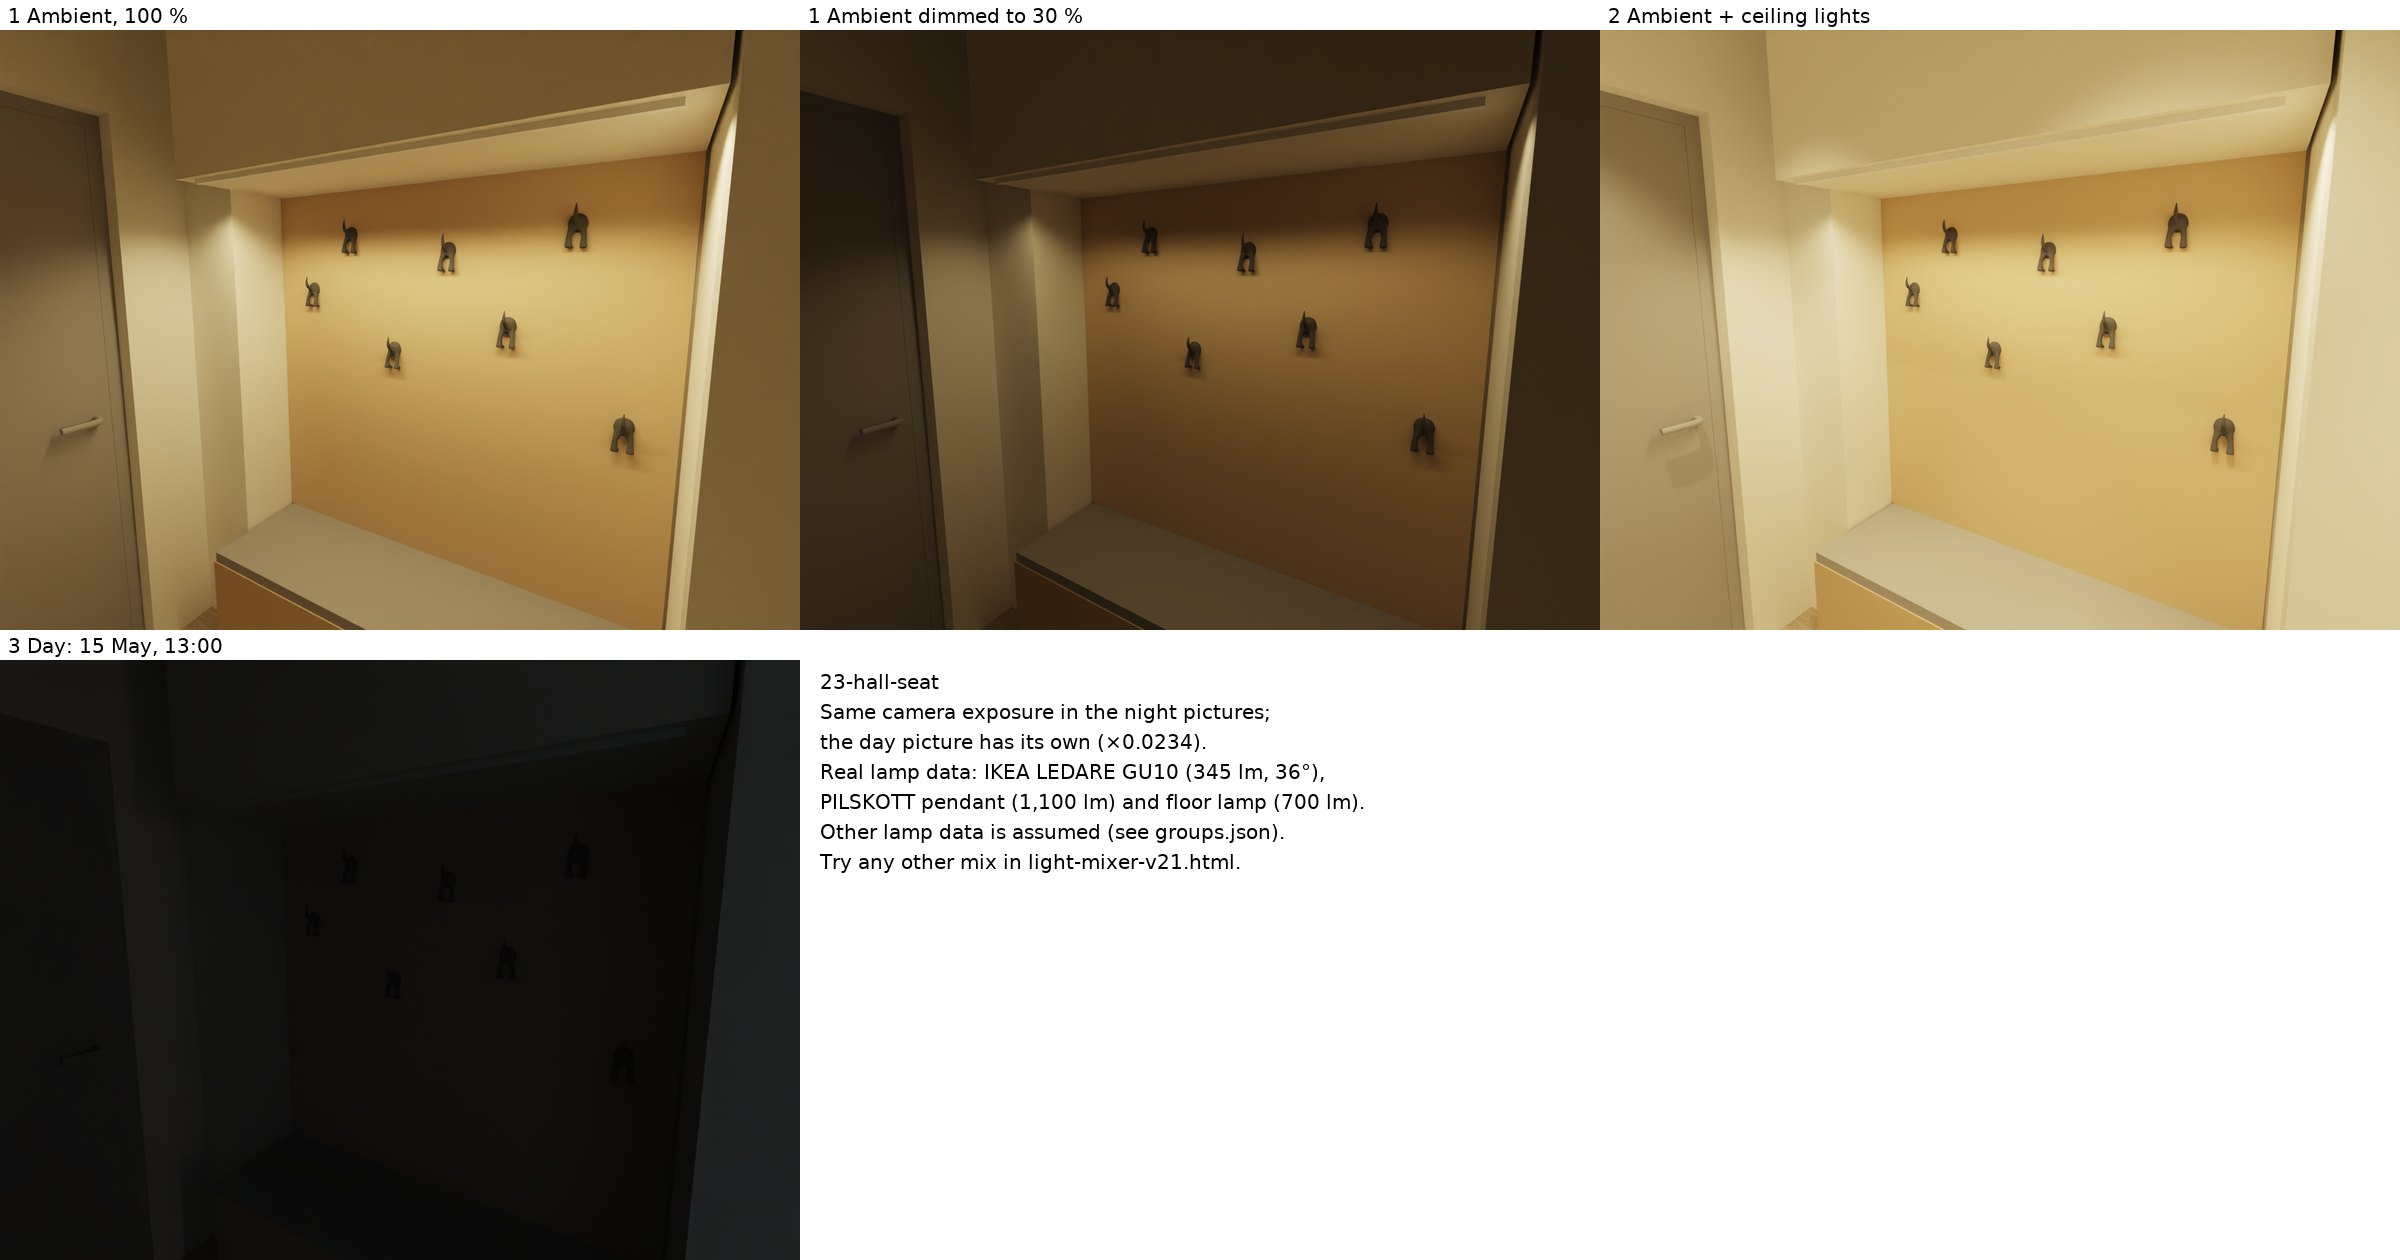 1 Ambient, 100 %
1 Ambient dimmed to 30 %
2 Ambient + ceiling lights
3 Day: 15 May, 13:00
23-hall-seat
Same camera exposure in the night pictures;
the day picture has its own (×0.0234).
Real lamp data: IKEA LEDARE GU10 (345 lm, 36°),
PILSKOTT pendant (1,100 lm) and floor lamp (700 lm).
Other lamp data is assumed (see groups.json).
Try any other mix in light-mixer-v21.html.